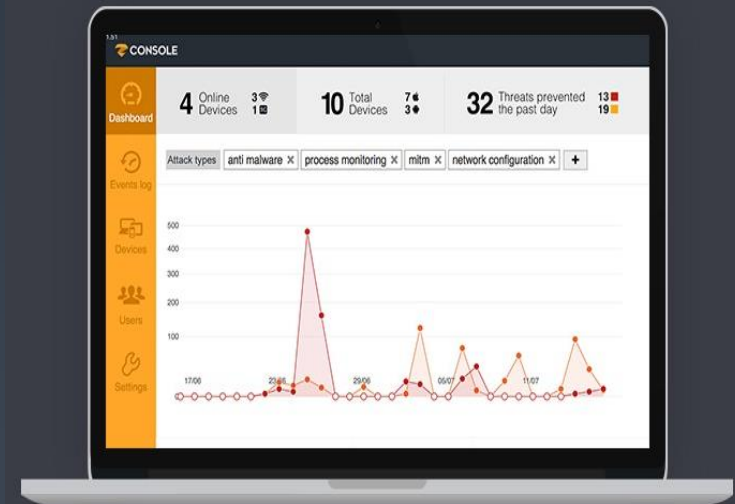 1.51
CONSOLE
Dashboard
Events log
Devices
Users
Settings
4 Online Devices 3 1
10 Total Devices 7 3
32 Threats prevented the past day 13 19
Attack types anti malware × process monitoring × mitm × network configuration × +
500
400
300
200
100
17/06 23/06 29/06 05/07 11/07